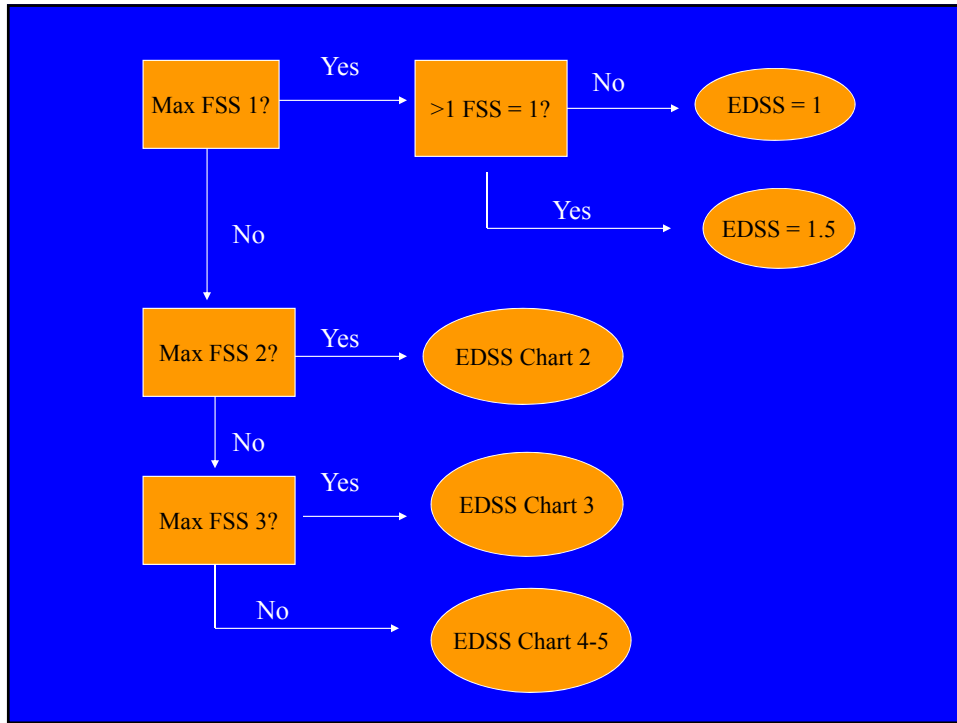 Yes
No
Max FSS 1?
>1 FSS = 1?
EDSS = 1
Yes
No
EDSS = 1.5
Yes
Max FSS 2?
EDSS Chart 2
No
Yes
EDSS Chart 3
Max FSS 3?
No
EDSS Chart 4-5